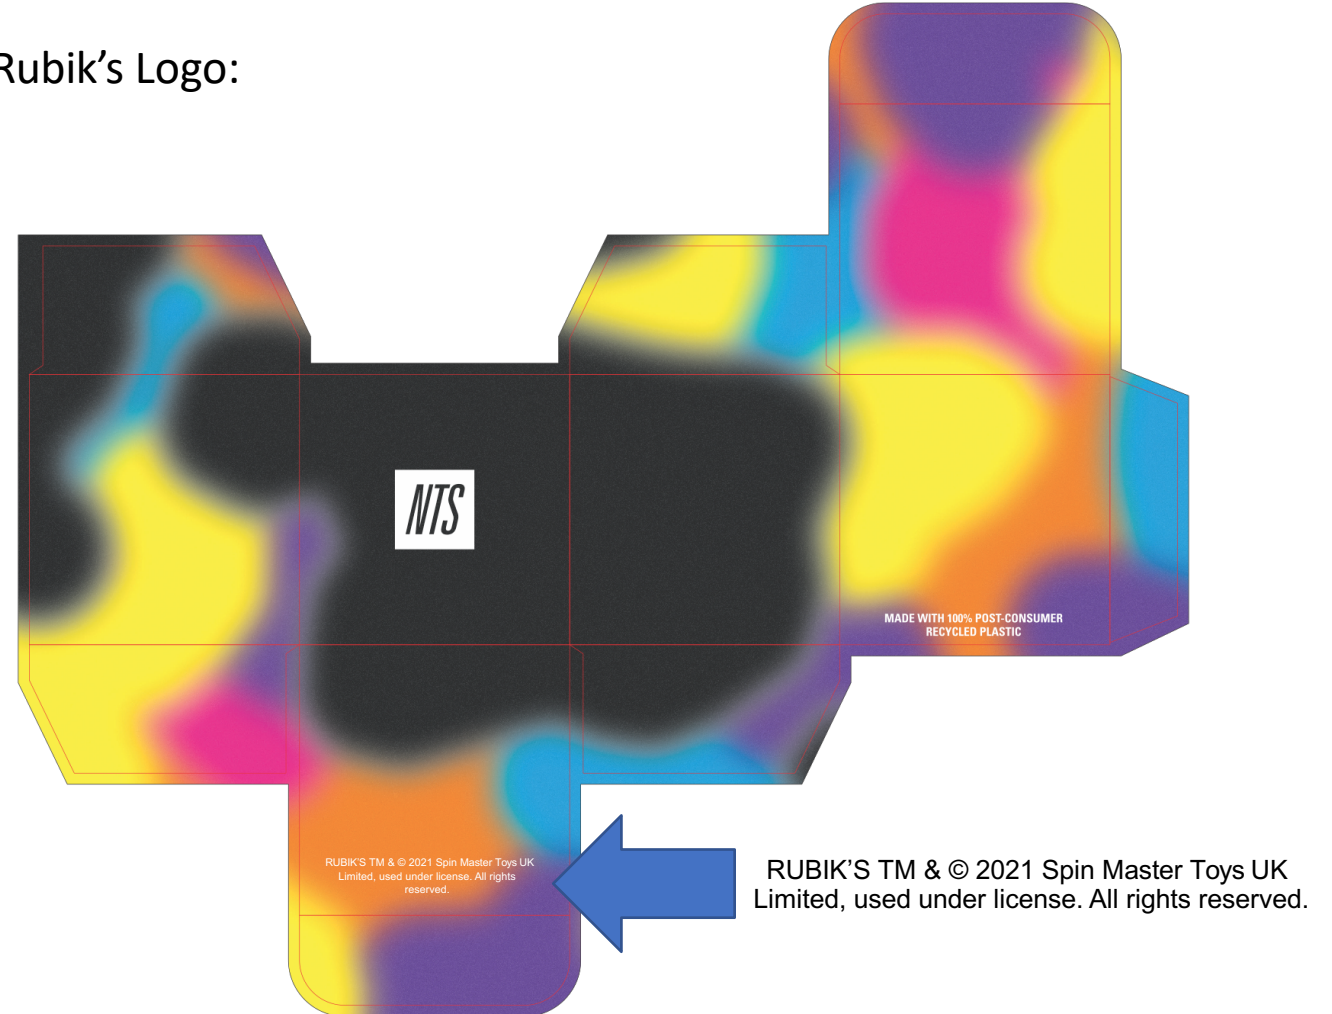 Rubik’s Logo:
NTS
MADE WITH 100% POST-CONSUMER
RECYCLED PLASTIC
RUBIK'S TM & © 2021 Spin Master Toys UK
Limited, used under license. All rights
reserved.
RUBIK’S TM & © 2021 Spin Master Toys UK
Limited, used under license. All rights reserved.